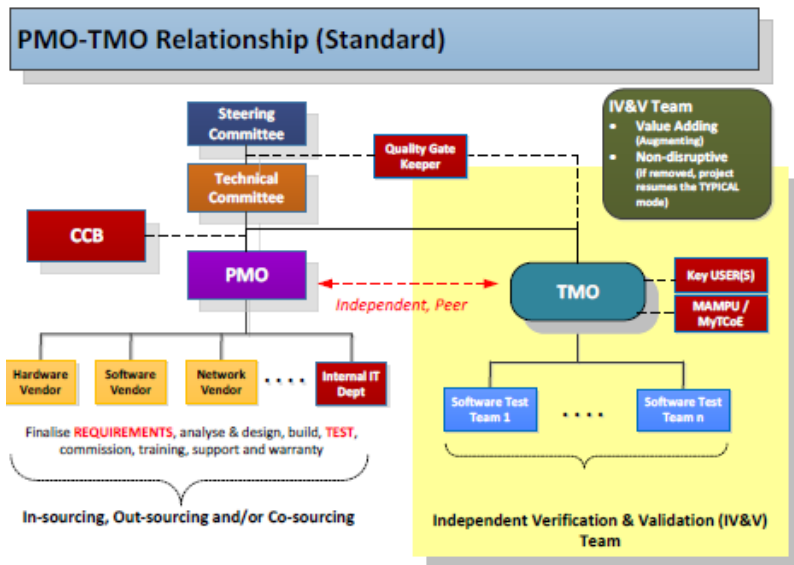 PMO-TMO Relationship (Standard)
Steering
Committee
Quality Gate
Keeper
IV&V Team
• Value Adding
(Augmenting)
• Non-disruptive
(if removed, project
resumes the TYPICAL
mode)
Technical
Committee
CCB
PMO
Independent, Peer
TMO
Key USER(S)
MAMPU /
MyTCoE
Hardware
Vendor
Software
Vendor
Network
Vendor
....
Internal IT
Dept
Software Test
Team 1
....
Software Test
Team n
Finalise REQUIREMENTS, analyse & design, build, TEST,
commission, training, support and warranty
In-sourcing, Out-sourcing and/or Co-sourcing
Independent Verification & Validation (IV&V)
Team